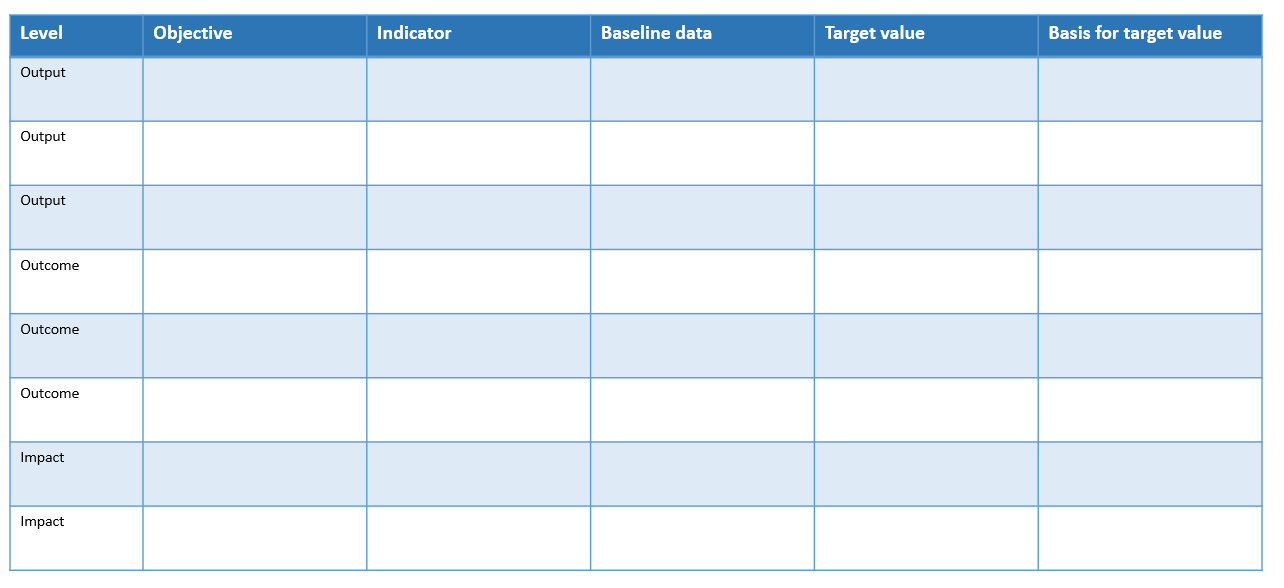 Level Objective Indicator Baseline data Target value Basis for target value
Output
Output
Output
Outcome
Outcome
Outcome
Impact
Impact